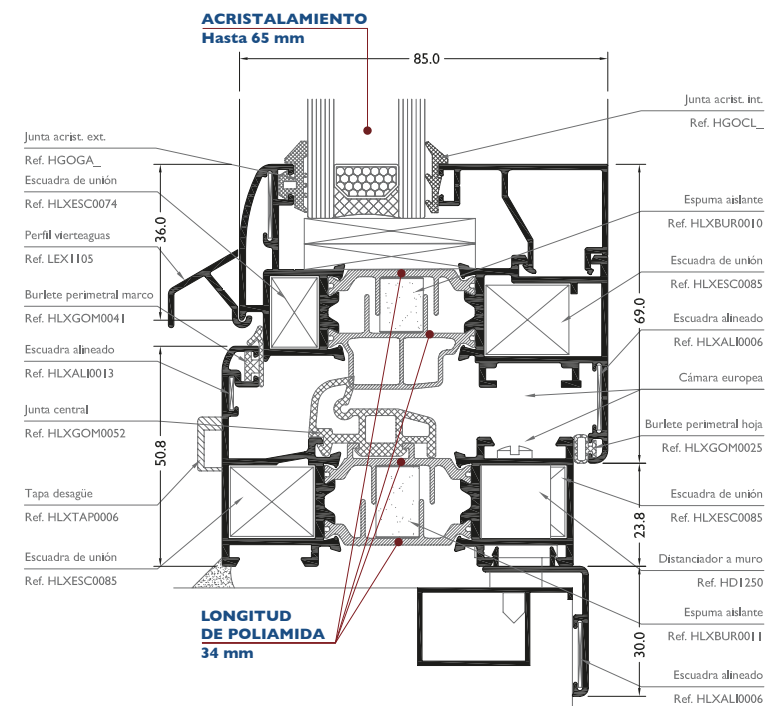 ACRISTALAMIENTO
Hasta 65 mm
85.0
Junta acrist. ext.
Ref. HGOGA_
Escuadra de unión
Ref. HLXESC0074
Perfil vierteaguas
Ref. LEX1105
Burlete perimetral marco
Ref. HLXGOM0041
Escuadra alineado
Ref. HLXALI0013
Junta central
Ref. HLXGOM0052
Tapa desagüe
Ref. HLXTAP0006
Escuadra de unión
Ref. HLXESC0085
36.0
50.8
LONGITUD
DE POLIAMIDA
34 mm
69.0
23.8
30.0
Junta acrist. int.
Ref. HGOCL_
Espuma aislante
Ref. HLXBUR0010
Escuadra de unión
Ref. HLXESC0085
Escuadra alineado
Ref. HLXALI0006
Cámara europea
Burlete perimetral hoja
Ref. HLXGOM0025
Escuadra de unión
Ref. HLXESC0085
Distanciador a muro
Ref. HD1250
Espuma aislante
Ref. HLXBUR0011
Escuadra alineado
Ref. HLXALI0006